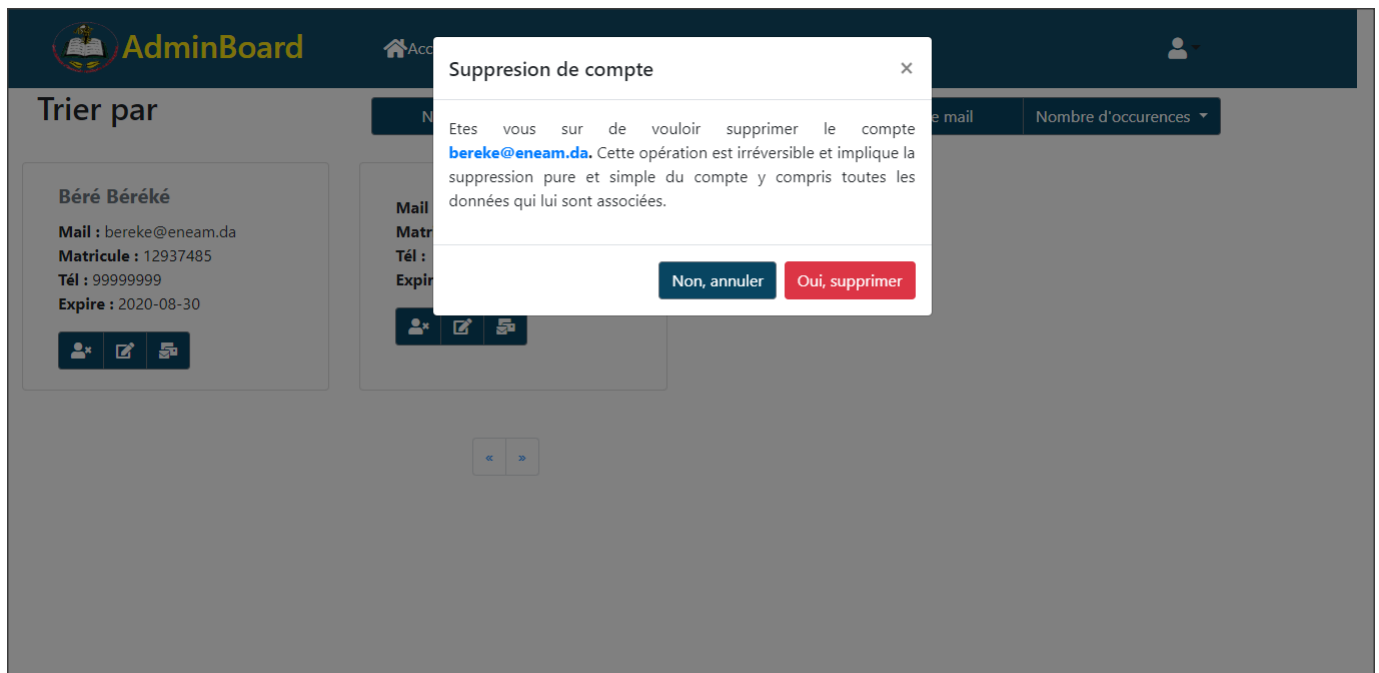 AdminBoard
Acc
Suppresion de compte
×
Trier par
N
e mail
Nombre d'occurences
Etes vous sur de vouloir supprimer le compte
bereke@eneam.da. Cette opération est irréversible et implique la
suppression pure et simple du compte y compris toutes les
données qui lui sont associées.
Non, annuler
Oui, supprimer
Béré Béréké
Mail : bereke@eneam.da
Matricule : 12937485
Tél : 99999999
Expire : 2020-08-30
Mail
Matr
Tél :
Expir
« »